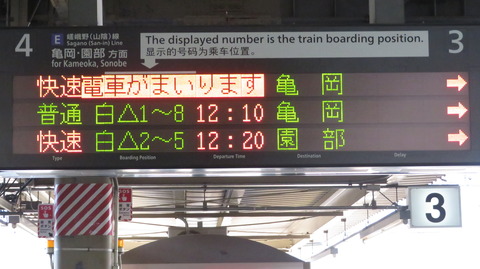 4
E 嵯峨野(山陰)線
Sagano (San-in) Line
亀岡・園部 方面
for Kameoka, Sonobe
The displayed number is the train boarding position.
显示的号码为乘车位置。
3
快速 電車がまいります 亀岡 →
普通 白△1~8 12:10 亀岡 →
快速 白△2~5 12:20 園部 →
Type Boarding Position Departure Time Destination Delay
SOS
SOS
3